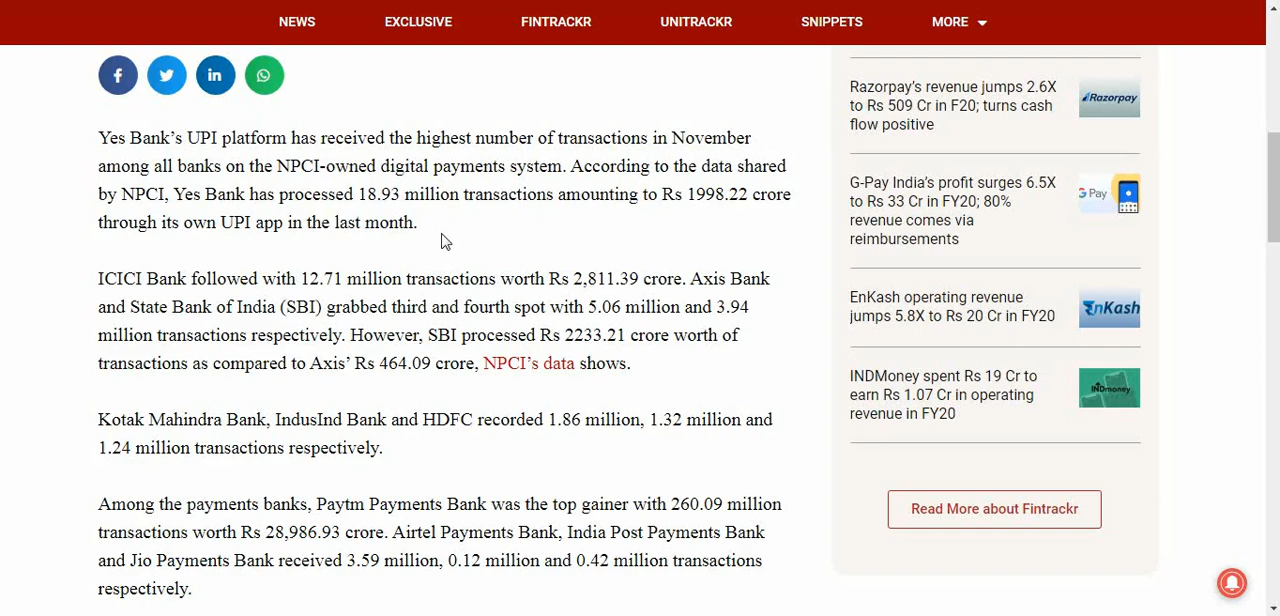 NEWS EXCLUSIVE FINTRACKR UNITRACKR SNIPPETS MORE
Yes Bank’s UPI platform has received the highest number of transactions in November
among all banks on the NPCI-owned digital payments system. According to the data shared
by NPCI, Yes Bank has processed 18.93 million transactions amounting to Rs 1998.22 crore
through its own UPI app in the last month.
ICICI Bank followed with 12.71 million transactions worth Rs 2,811.39 crore. Axis Bank
and State Bank of India (SBI) grabbed third and fourth spot with 5.06 million and 3.94
million transactions respectively. However, SBI processed Rs 2233.21 crore worth of
transactions as compared to Axis’ Rs 464.09 crore, NPCI’s data shows.
Kotak Mahindra Bank, IndusInd Bank and HDFC recorded 1.86 million, 1.32 million and
1.24 million transactions respectively.
Among the payments banks, Paytm Payments Bank was the top gainer with 260.09 million
transactions worth Rs 28,986.93 crore. Airtel Payments Bank, India Post Payments Bank
and Jio Payments Bank received 3.59 million, 0.12 million and 0.42 million transactions
respectively.
Razorpay’s revenue jumps 2.6X
to Rs 509 Cr in F20; turns cash
flow positive
Razorpay
G-Pay India’s profit surges 6.5X
to Rs 33 Cr in FY20; 80%
revenue comes via
reimbursements
G Pay
EnKash operating revenue
jumps 5.8X to Rs 20 Cr in FY20
EnKash
INDMoney spent Rs 19 Cr to
earn Rs 1.07 Cr in operating
revenue in FY20
INDmoney
Read More about Fintrackr